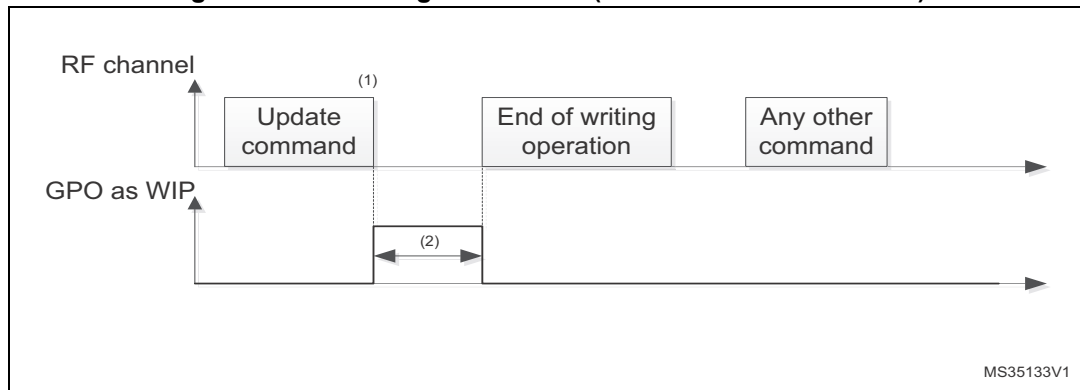 RF channel
(1)
Update
command
End of writing
operation
Any other
command
GPO as WIP
(2)
MS35133V1